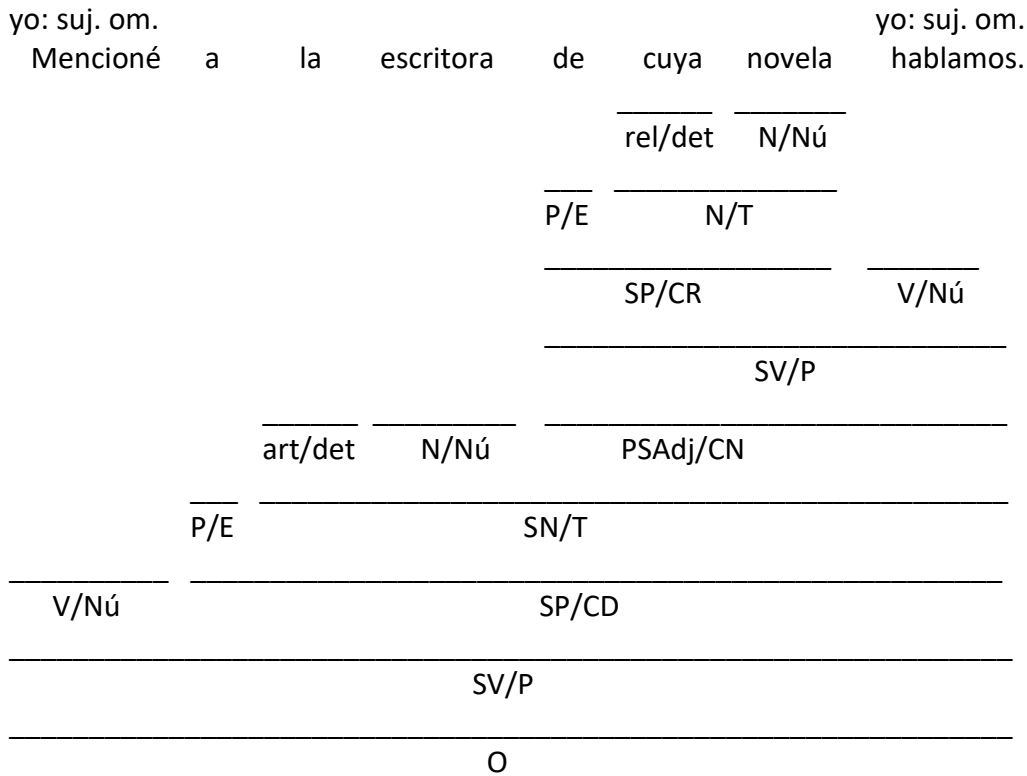 yo: suj. om. yo: suj. om.
Mencioné a la escritora de cuya novela hablamos.
rel/det N/Nú
P/E N/T
SP/CR V/Nú
SV/P
art/det N/Nú PSAdj/CN
P/E SN/T
V/Nú SP/CD
SV/P
O